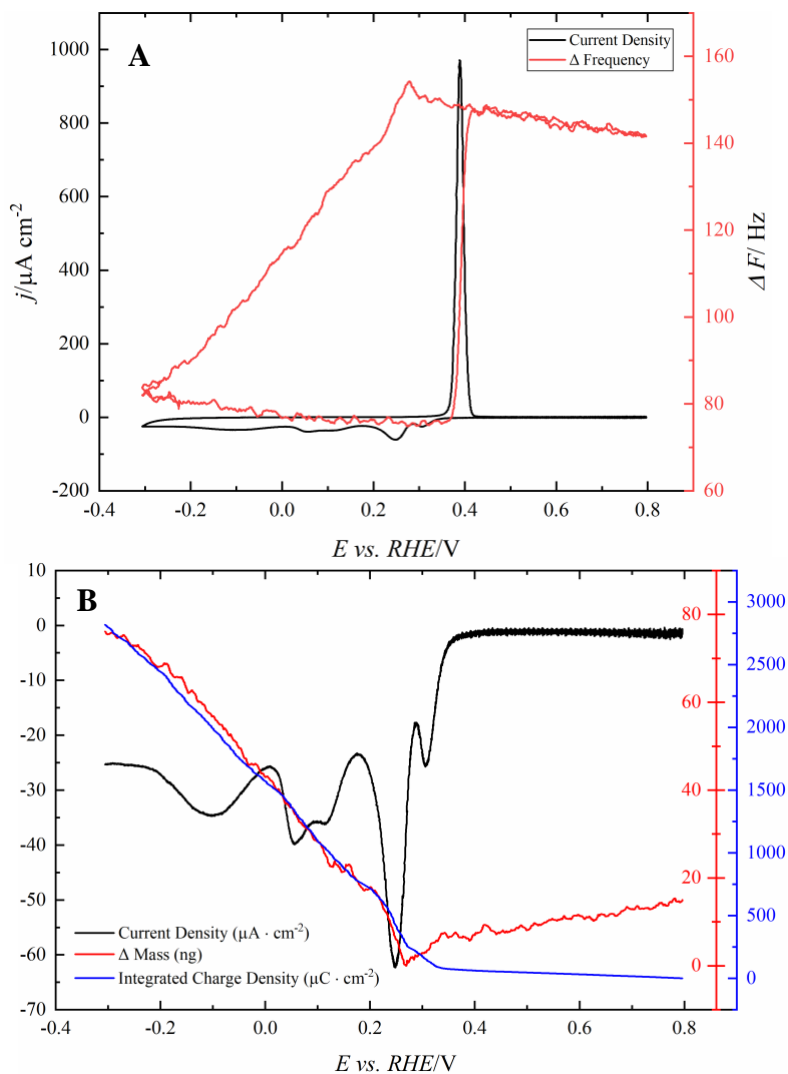 A
Current Density
Δ Frequency
1000
800
600
400
200
0
-200
j/μA cm⁻²
160
140
120
100
80
60
Δ F/ Hz
-0.4 -0.2 0.0 0.2 0.4 0.6 0.8
E vs. RHE/V
B
10
0
-10
-20
-30
-40
-50
-60
-70
80
60
40
20
0
3000
2500
2000
1500
1000
500
0
Current Density (μA · cm⁻²)
Δ Mass (ng)
Integrated Charge Density (μC · cm⁻²)
-0.4 -0.2 0.0 0.2 0.4 0.6 0.8
E vs. RHE/V